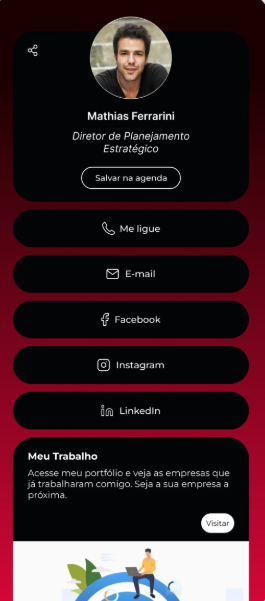 Mathias Ferrarini
Diretor de Planejamento
Estratégico
Salvar na agenda
Me ligue
E-mail
Facebook
Instagram
LinkedIn
Meu Trabalho
Acesse meu portfólio e veja as empresas que
já trabalharam comigo. Seja a sua empresa a
próxima.
Visitar